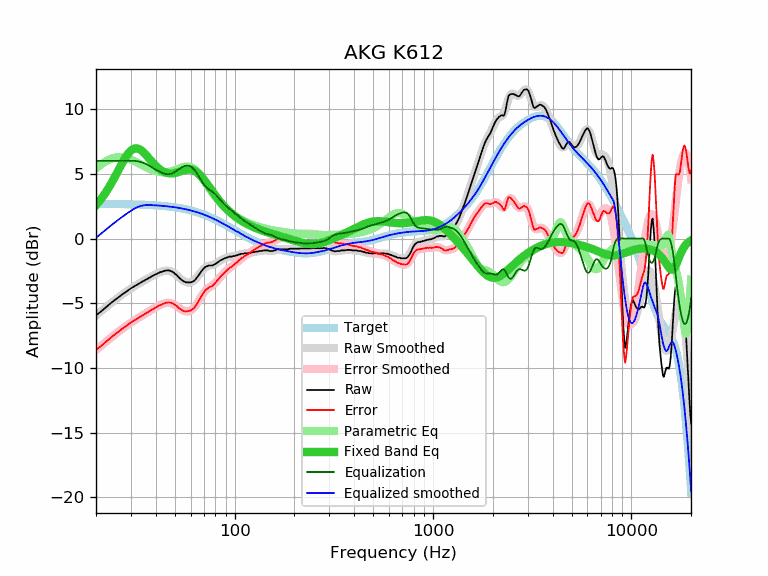 AKG K612
Amplitude (dBr)
10
5
0
−5
−10
−15
−20
Target
Raw Smoothed
Error Smoothed
Raw
Error
Parametric Eq
Fixed Band Eq
Equalization
Equalized smoothed
100
1000
10000
Frequency (Hz)